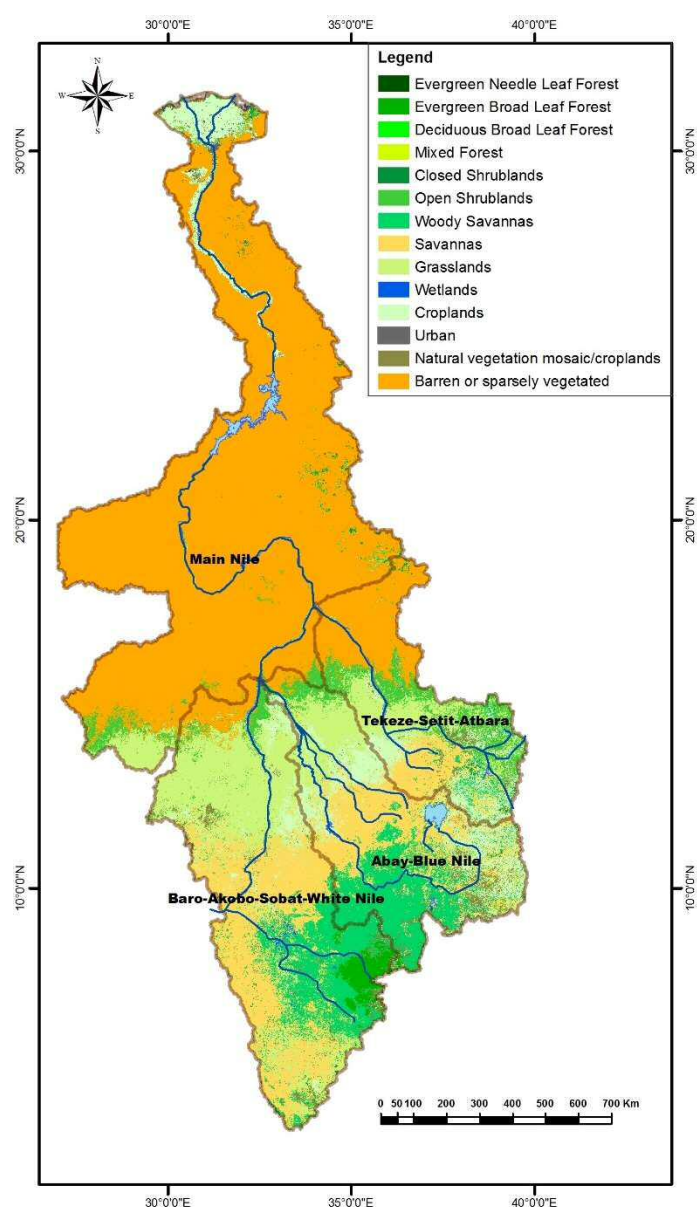 30°0'0"E 35°0'0"E 40°0'0"E
N
W E
S
Legend
Evergreen Needle Leaf Forest
Evergreen Broad Leaf Forest
Deciduous Broad Leaf Forest
Mixed Forest
Closed Shrublands
Open Shrublands
Woody Savannas
Savannas
Grasslands
Wetlands
Croplands
Urban
Natural vegetation mosaic/croplands
Barren or sparsely vegetated
30°0'0"N 30°0'0"N
20°0'0"N 20°0'0"N
Main Nile
Tekeze-Setit-Atbara
Abay-Blue Nile
10°0'0"N 10°0'0"N
Baro-Akobo-Sobat-White Nile
0 50 100 200 300 400 500 600 700 Km
30°0'0"E 35°0'0"E 40°0'0"E